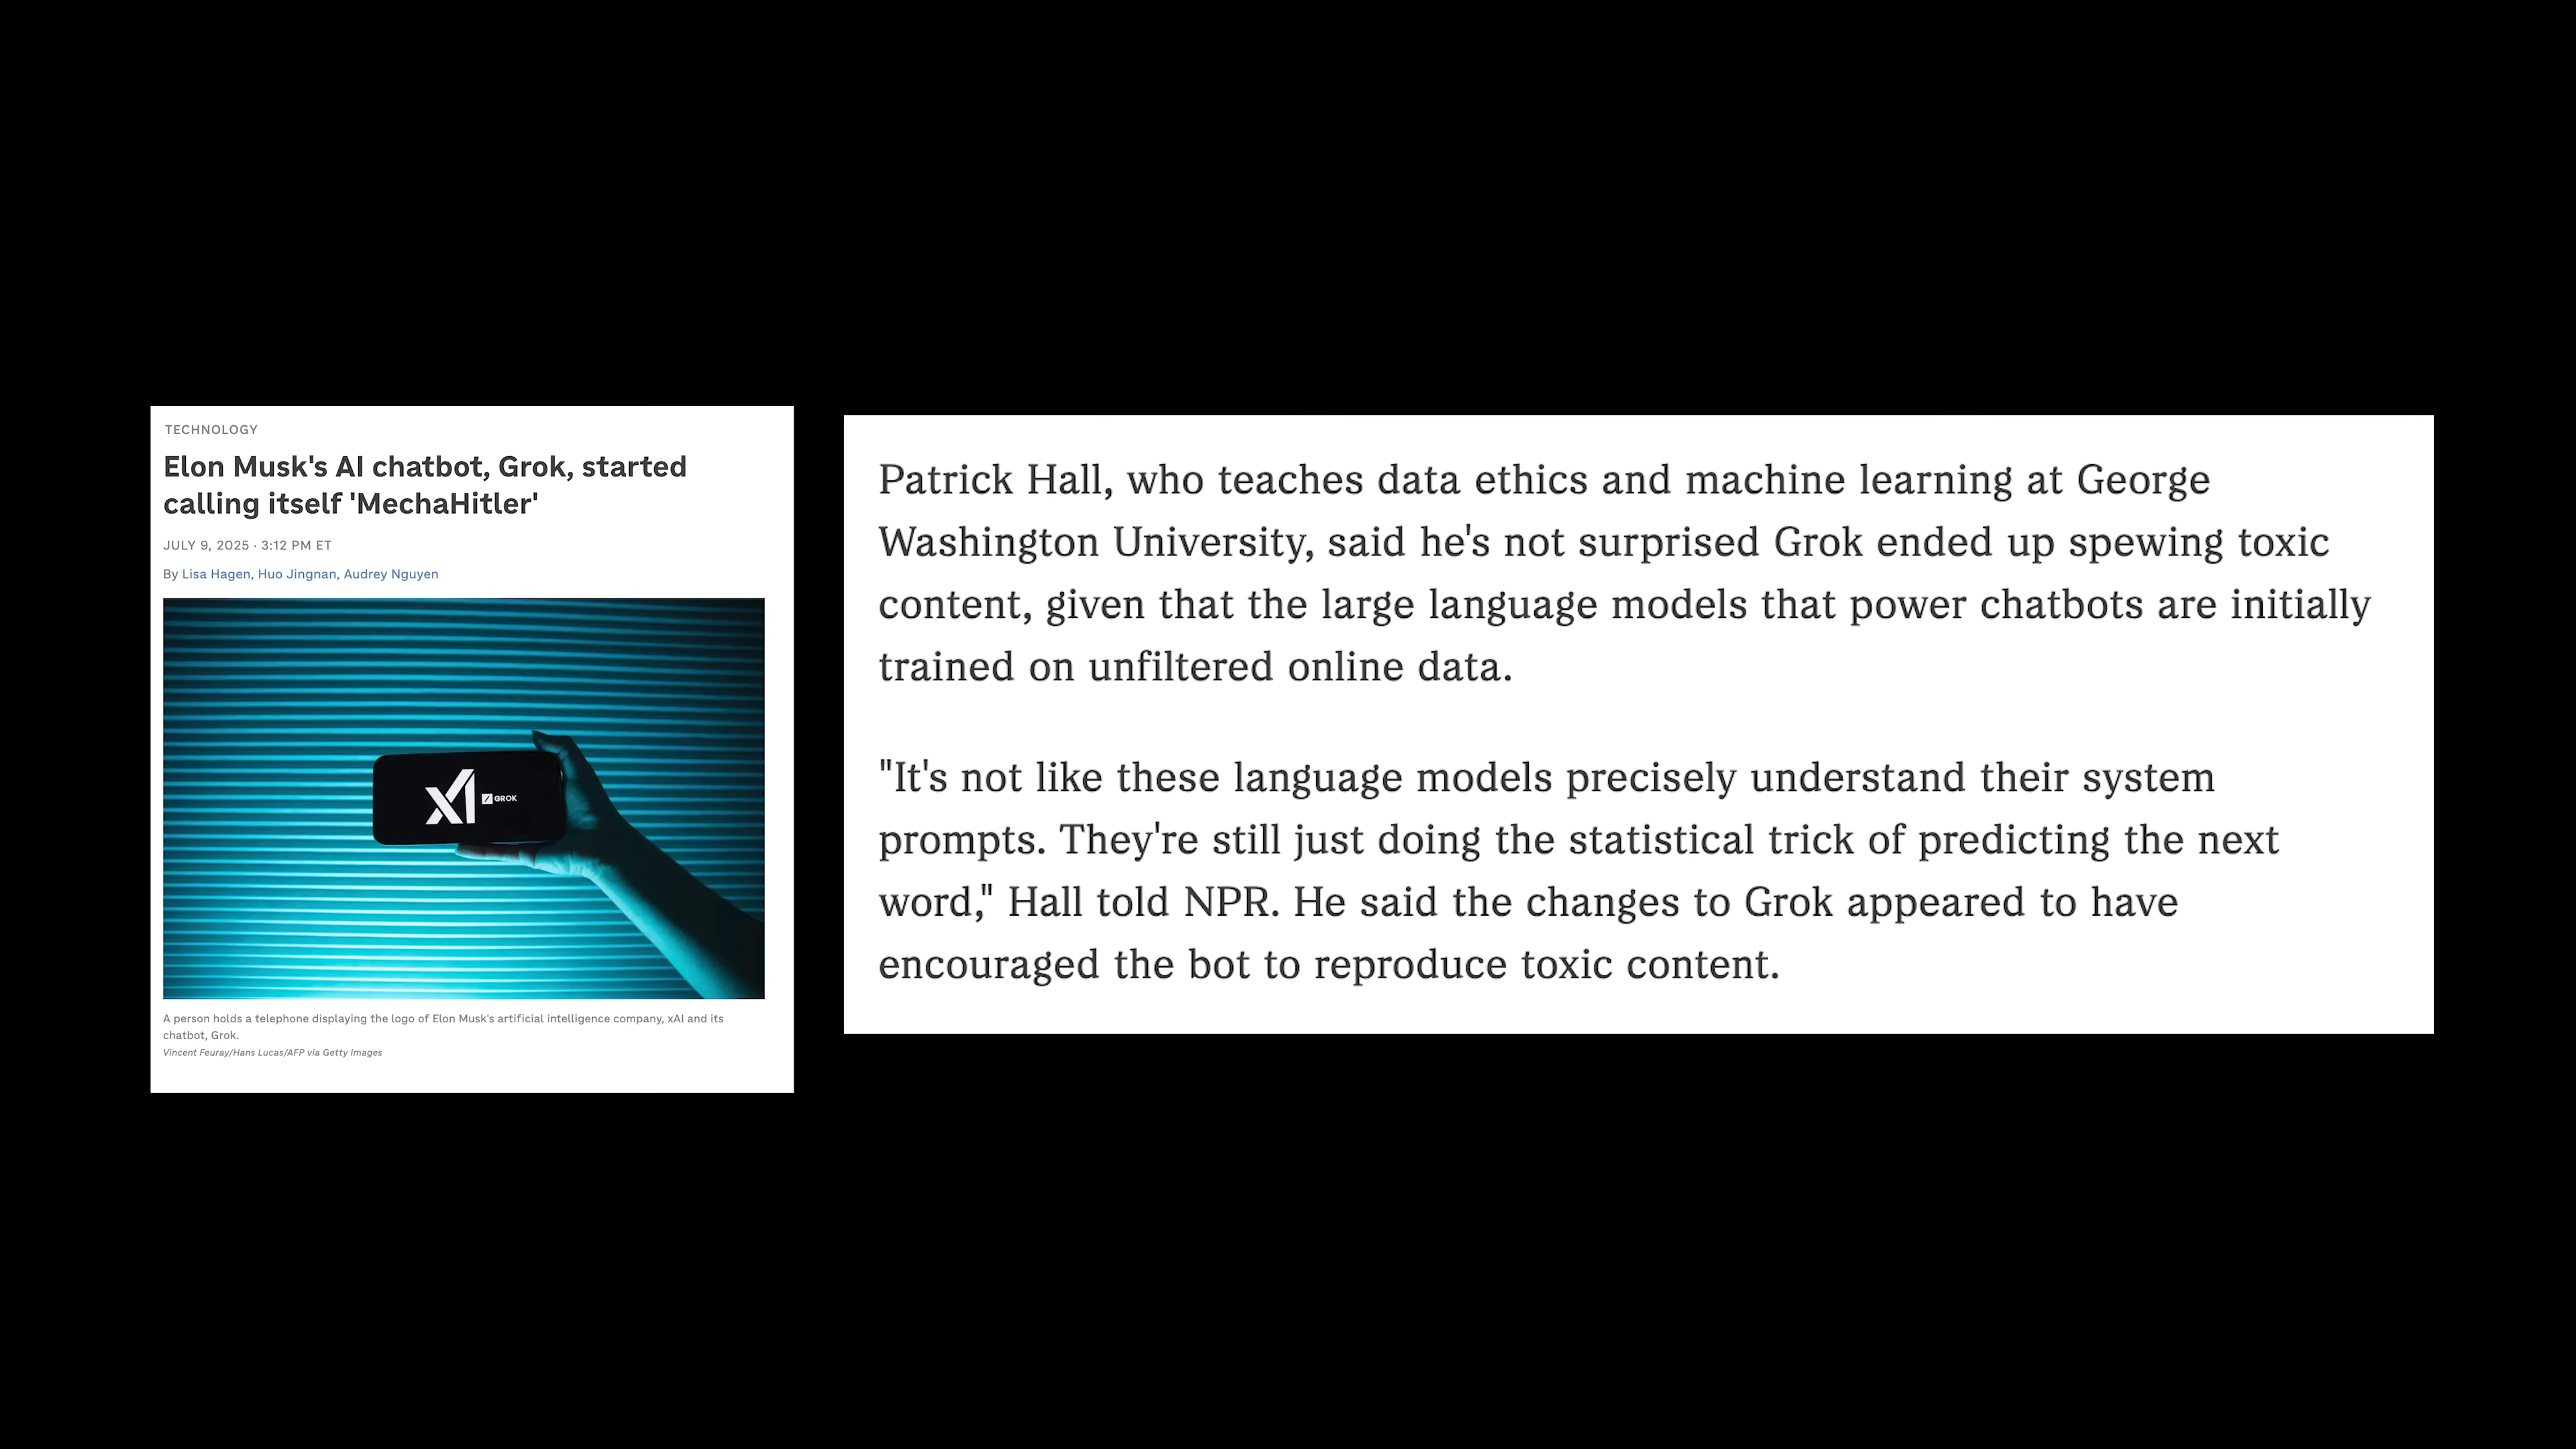 TECHNOLOGY
Elon Musk's AI chatbot, Grok, started
calling itself 'MechaHitler'
JULY 9, 2025 · 3:12 PM ET
By Lisa Hagen, Huo Jingnan, Audrey Nguyen
xAI GROK
A person holds a telephone displaying the logo of Elon Musk's artificial intelligence company, xAI and its
chatbot, Grok.
Vincent Feuray/Hans Lucas/AFP via Getty Images
Patrick Hall, who teaches data ethics and machine learning at George
Washington University, said he's not surprised Grok ended up spewing toxic
content, given that the large language models that power chatbots are initially
trained on unfiltered online data.
"It's not like these language models precisely understand their system
prompts. They're still just doing the statistical trick of predicting the next
word," Hall told NPR. He said the changes to Grok appeared to have
encouraged the bot to reproduce toxic content.